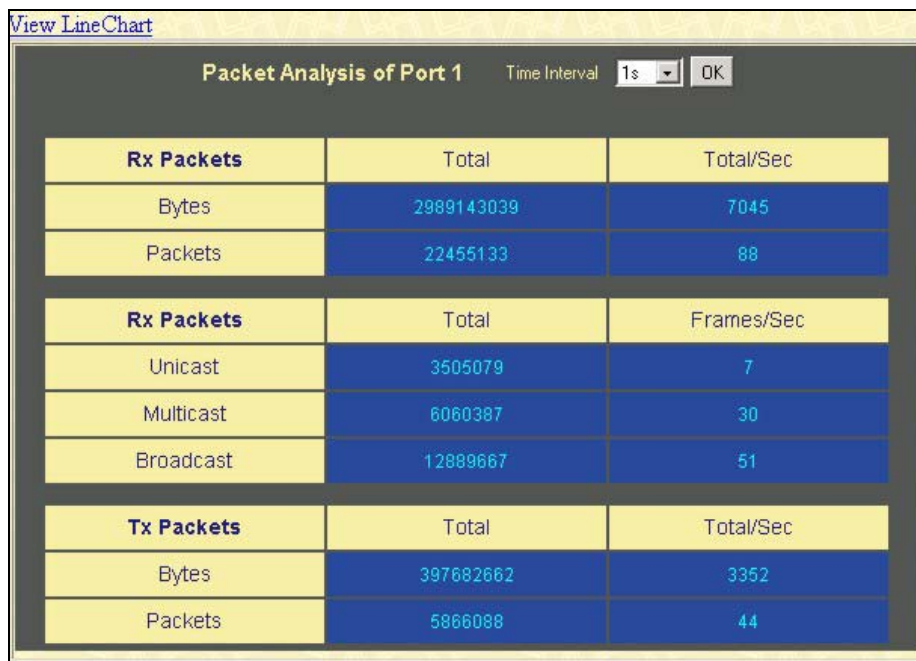 View LineChart
Packet Analysis of Port 1 Time Interval 1s OK
Rx Packets Total Total/Sec
Bytes 2989143039 7045
Packets 22455133 88
Rx Packets Total Frames/Sec
Unicast 3505079 7
Multicast 6060387 30
Broadcast 12889667 51
Tx Packets Total Total/Sec
Bytes 397682662 3352
Packets 5866088 44